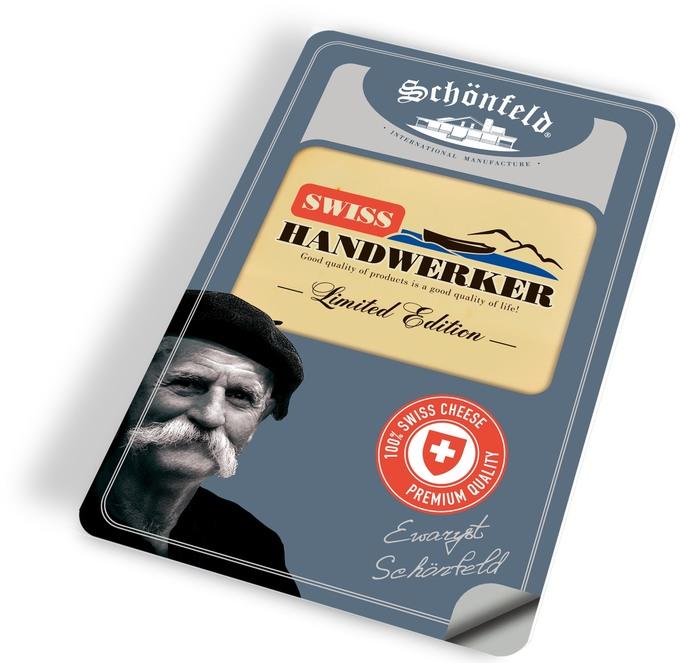 Schönfeld®
· INTERNATIONAL MANUFACTURE ·
SWISS
HANDWERKER
Good quality of products is a good quality of life!
— Limited Edition —
100% SWISS CHEESE
PREMIUM QUALITY
Ewaryst
Schönfeld